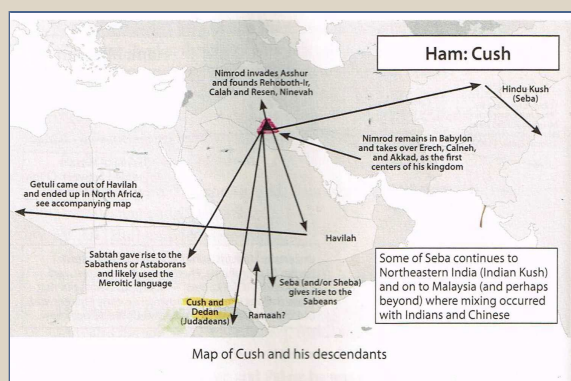 Ham: Cush
Nimrod invades Asshur
and founds Rehoboth-Ir,
Calah and Resen, Ninevah
Hindu Kush
(Seba)
Nimrod remains in Babylon
and takes over Erech, Calneh,
and Akkad, as the first
centers of his kingdom
Getuli came out of Havilah
and ended up in North Africa,
see accompanying map
Havilah
Sabtah gave rise to the
Sabathens or Astaborans
and likely used the
Meroitic language
Seba (and/or Sheba)
gives rise to the
Sabeans
Some of Seba continues to
Northeastern India (Indian Kush)
and on to Malaysia (and perhaps
beyond) where mixing occurred
with Indians and Chinese
Cush and
Dedan
(Judadeans)
Ramaah?
Map of Cush and his descendants